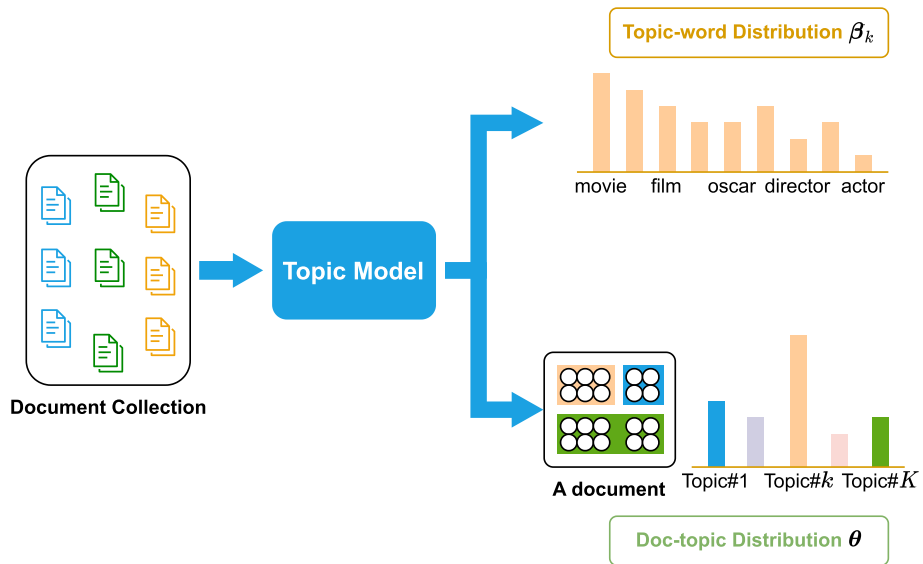 Topic-word Distribution βₖ
movie film oscar director actor
Topic Model
Document Collection
A document
Topic#1 Topic#k Topic#K
Doc-topic Distribution θ